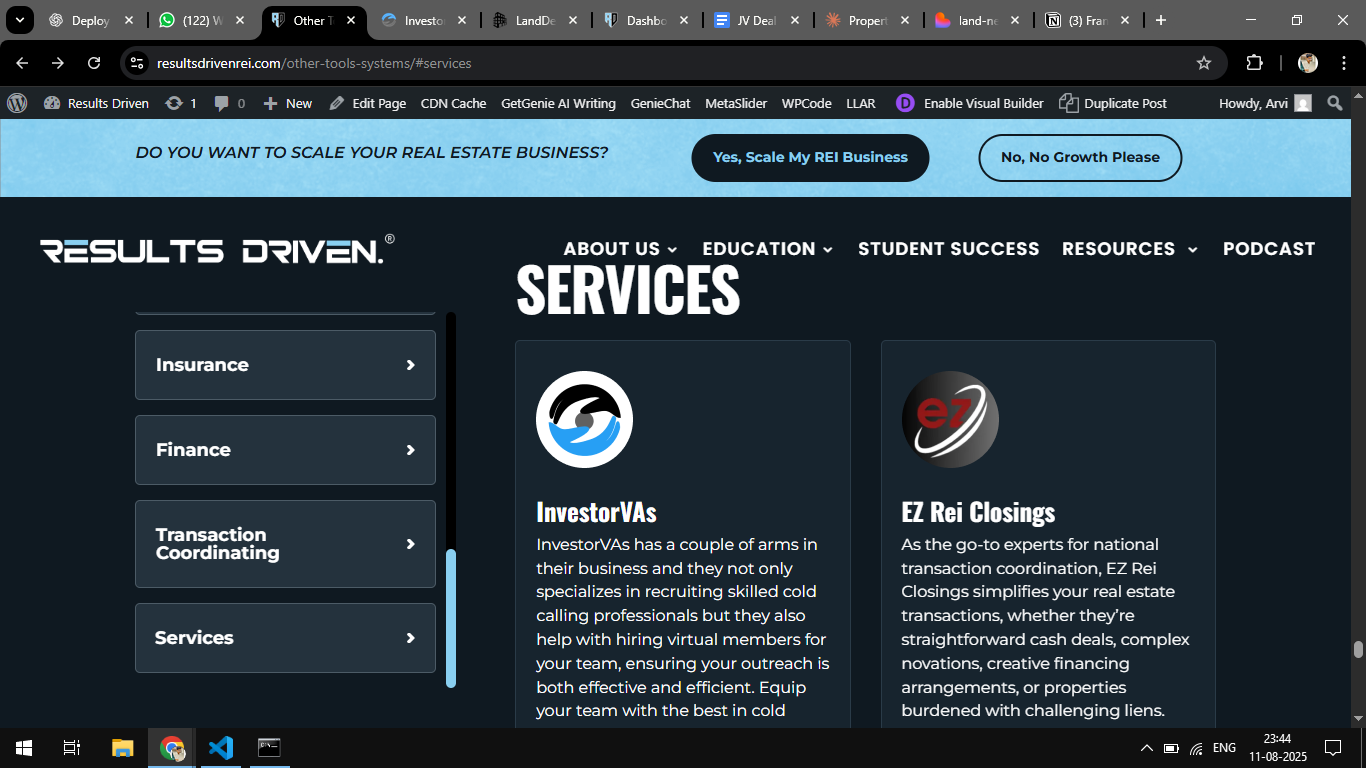 Deploy
(122) W
Other T
Investor
LandDe
Dashbo
JV Deal
Propert
land-ne
(3) Fran
resultsdrivenrei.com/other-tools-systems/#services
Results Driven
1
0
New
Edit Page
CDN Cache
GetGenie AI Writing
GenieChat
MetaSlider
WPCode
LLAR
D
Enable Visual Builder
Duplicate Post
Howdy, Arvi
DO YOU WANT TO SCALE YOUR REAL ESTATE BUSINESS?
Yes, Scale My REI Business
No, No Growth Please
RESULTS DRIVEN.®
ABOUT US
EDUCATION
STUDENT SUCCESS
RESOURCES
PODCAST
SERVICES
Insurance
Finance
Transaction
Coordinating
Services
InvestorVAs
InvestorVAs has a couple of arms in
their business and they not only
specializes in recruiting skilled cold
calling professionals but they also
help with hiring virtual members for
your team, ensuring your outreach is
both effective and efficient. Equip
your team with the best in cold
ez
EZ Rei Closings
As the go-to experts for national
transaction coordination, EZ Rei
Closings simplifies your real estate
transactions, whether they’re
straightforward cash deals, complex
novations, creative financing
arrangements, or properties
burdened with challenging liens.
ENG
23:44
11-08-2025